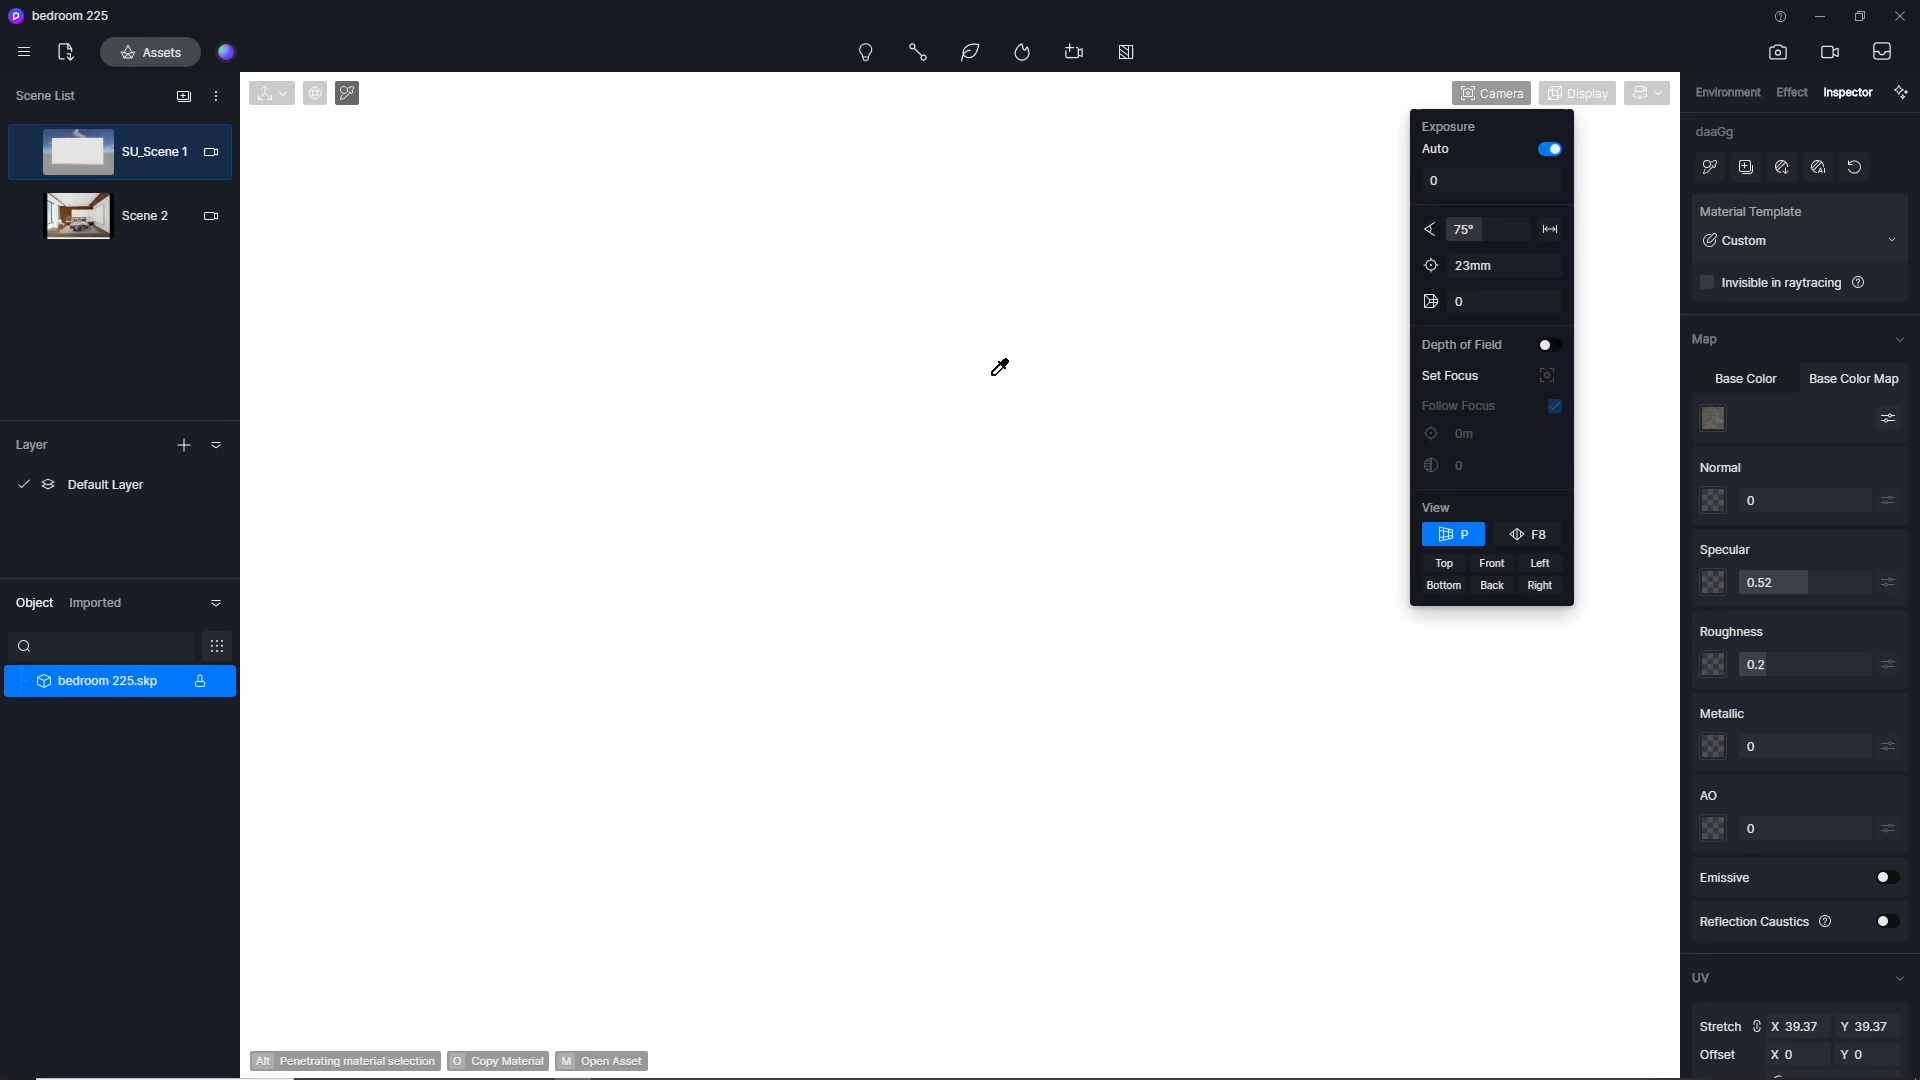 bedroom 225
Assets
Scene List
SU_Scene 1
Scene 2
Layer
Default Layer
Object Imported
bedroom 225.skp
Camera
Display
Exposure
Auto
0
75°
23mm
0
Depth of Field
Set Focus
Follow Focus
0m
0
View
P F8
Top Front Left
Bottom Back Right
Alt Penetrating material selection O Copy Material M Open Asset
Environment Effect Inspector
daaGg
Material Template
Custom
Invisible in raytracing
Map
Base Color Base Color Map
Normal
0
Specular
0.52
Roughness
0.2
Metallic
0
AO
0
Emissive
Reflection Caustics
UV
Stretch X 39.37 Y 39.37
Offset X 0 Y 0